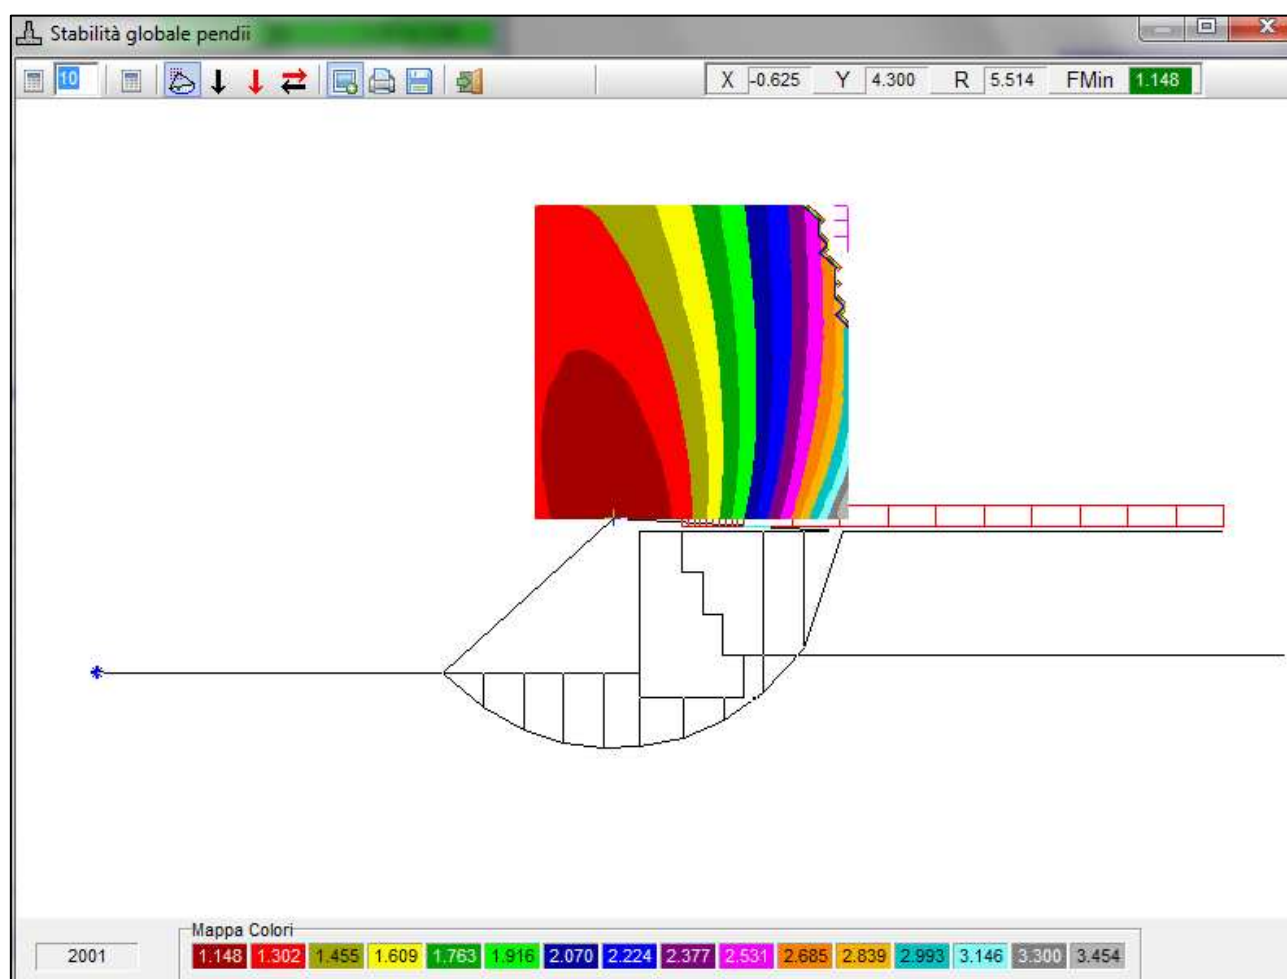 Stabilità globale pendii
10 X -0.625 Y 4.300 R 5.514 FMin 1.148
Mappa Colori
2001 1.148 1.302 1.455 1.609 1.763 1.916 2.070 2.224 2.377 2.531 2.685 2.839 2.993 3.146 3.300 3.454